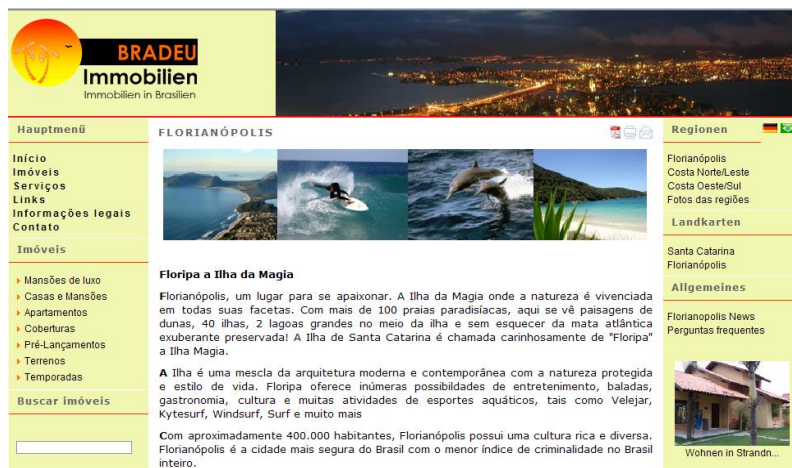 BRADEU
Immobilien
Immobilien in Brasilien
Hauptmenü
Início
Imóveis
Serviços
Links
Informações legais
Contato
Imóveis
Mansões de luxo
Casas e Mansões
Apartamentos
Coberturas
Pré-Lançamentos
Terrenos
Temporadas
Buscar imóveis
FLORIANÓPOLIS
Floripa a Ilha da Magia
Florianópolis, um lugar para se apaixonar. A Ilha da Magia onde a natureza é vivenciada
em todas suas facetas. Com mais de 100 praias paradisíacas, aqui se vê paisagens de
dunas, 40 ilhas, 2 lagoas grandes no meio da ilha e sem esquecer da mata atlântica
exuberante preservada! A Ilha de Santa Catarina é chamada carinhosamente de "Floripa"
a Ilha Magia.
A Ilha é uma mescla da arquitetura moderna e contemporânea com a natureza protegida
e estilo de vida. Floripa oferece inúmeras possibildades de entretenimento, baladas,
gastronomia, cultura e muitas atividades de esportes aquáticos, tais como Velejar,
Kytesurf, Windsurf, Surf e muito mais
Com aproximadamente 400.000 habitantes, Florianópolis possui uma cultura rica e diversa.
Florianópolis é a cidade mais segura do Brasil com o menor índice de criminalidade no Brasil
inteiro.
Regionen
Florianópolis
Costa Norte/Leste
Costa Oeste/Sul
Fotos das regiões
Landkarten
Santa Catarina
Florianópolis
Allgemeines
Florianopolis News
Perguntas frequentes
Wohnen in Strandn...